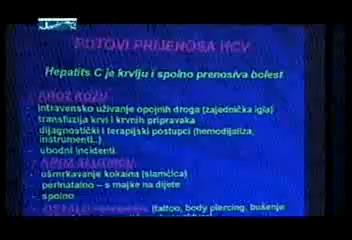 PUTOVI PRIJENOSA HCV
Hepatits C je krvlju i spolno prenosiva bolest
- KROZ KOŽU
- intravensko uživanje opojnih droga (zajednička igla)
- transfuzija krvi i krvnih pripravaka
- dijagnostički i terapijski postupci (hemodijaliza,
instrumenti..)
- ubodni incidenti
- KROZ SLUZNICU
- ušmrkavanje kokaina (slamčica)
- perinatalno – s majke na dijete
- spolno
- OSTALO (tattoo, body piercing, bušenje